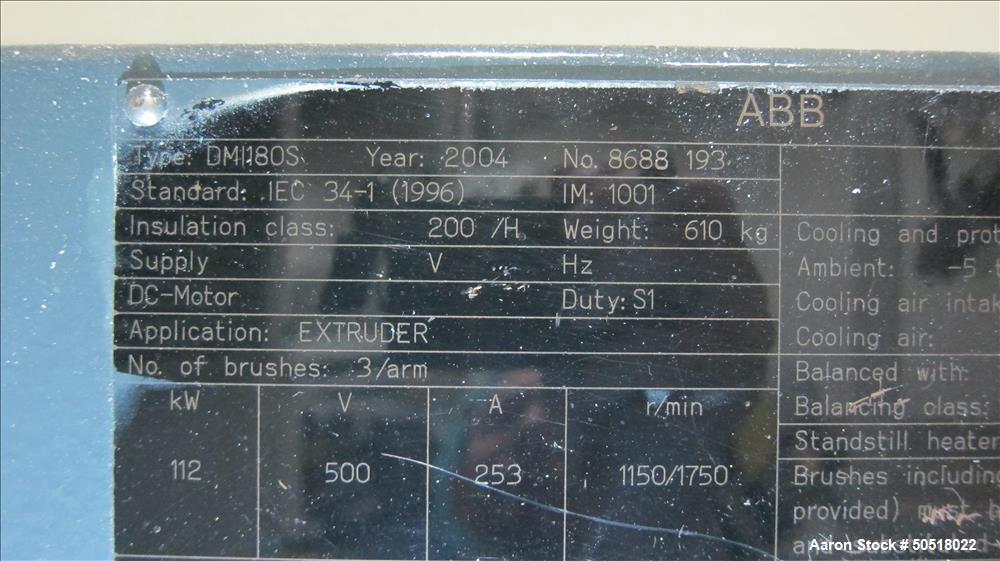 ABB
Type: DMI180S Year: 2004 No. 8688 193
Standard: IEC 34-1 (1996) IM: 1001
Insulation class: 200 /H Weight: 610 kg
Supply V Hz
DC-Motor Duty: S1
Application: EXTRUDER
No. of brushes: 3/arm
kW V A r/min
112 500 253 1150/1750
Cooling and prot
Ambient: -5
Cooling air intak
Cooling air:
Balanced with:
Balancing class:
Standstill heater
Brushes including
provided) must b
and
Aaron Stock # 50518022